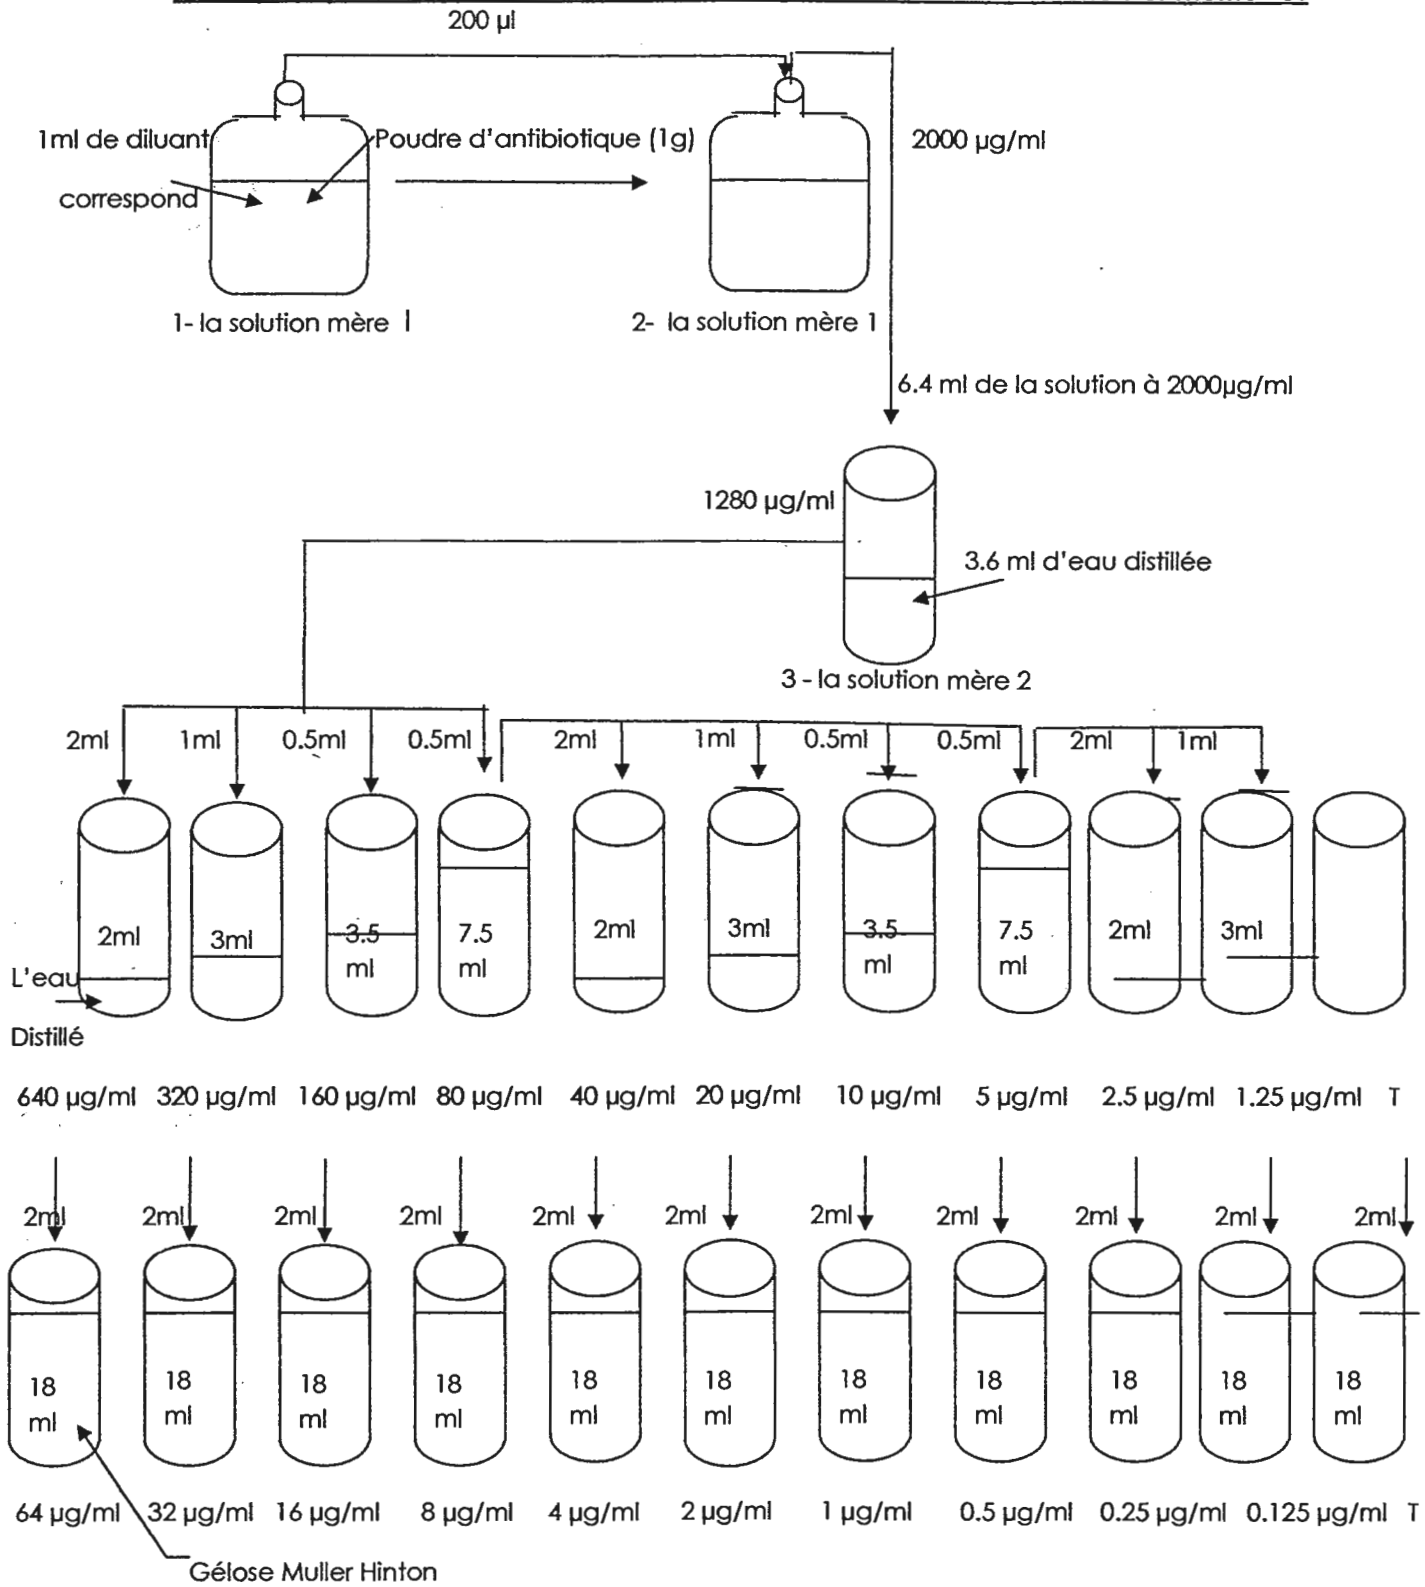 200 µl
1ml de diluant
Poudre d'antibiotique (1g)
2000 µg/ml
correspond
1- la solution mère I
2- la solution mère 1
6.4 ml de la solution à 2000µg/ml
1280 µg/ml
3.6 ml d'eau distillée
3 - la solution mère 2
2ml 1ml 0.5ml 0.5ml 2ml 1ml 0.5ml 0.5ml 2ml 1ml
2ml 3ml 3.5 7.5 2ml 3ml 3.5 7.5 2ml 3ml
ml ml ml ml
L'eau
Distillé
640 µg/ml 320 µg/ml 160 µg/ml 80 µg/ml 40 µg/ml 20 µg/ml 10 µg/ml 5 µg/ml 2.5 µg/ml 1.25 µg/ml T
2ml 2ml 2ml 2ml 2ml 2ml 2ml 2ml 2ml 2ml 2ml
18 18 18 18 18 18 18 18 18 18 18
ml ml ml ml ml ml ml ml ml ml ml
64 µg/ml 32 µg/ml 16 µg/ml 8 µg/ml 4 µg/ml 2 µg/ml 1 µg/ml 0.5 µg/ml 0.25 µg/ml 0.125 µg/ml T
Gélose Muller Hinton